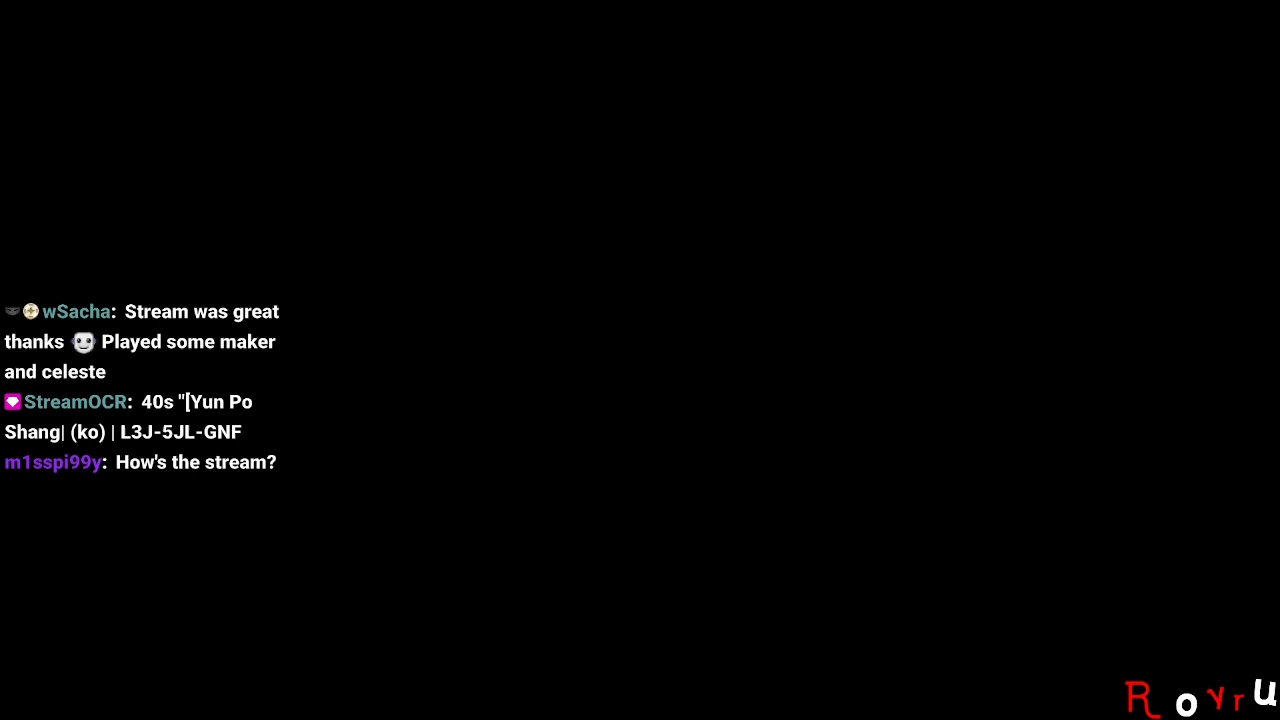 wSacha: Stream was great
thanks Played some maker
and celeste
StreamOCR: 40s "[Yun Po
Shang| (ko) | L3J-5JL-GNF
m1sspi99y: How's the stream?
Royru